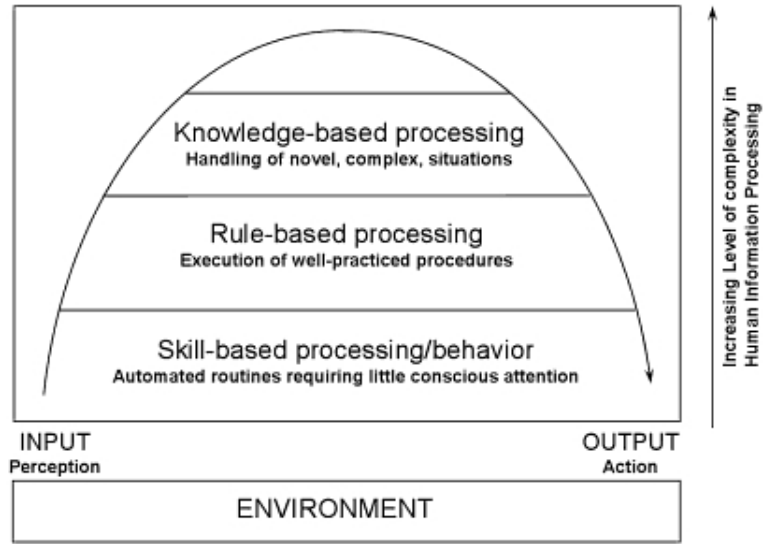 Knowledge-based processing
Handling of novel, complex, situations
Rule-based processing
Execution of well-practiced procedures
Skill-based processing/behavior
Automated routines requiring little conscious attention
INPUT
Perception
OUTPUT
Action
ENVIRONMENT
Increasing Level of complexity in
Human Information Processing